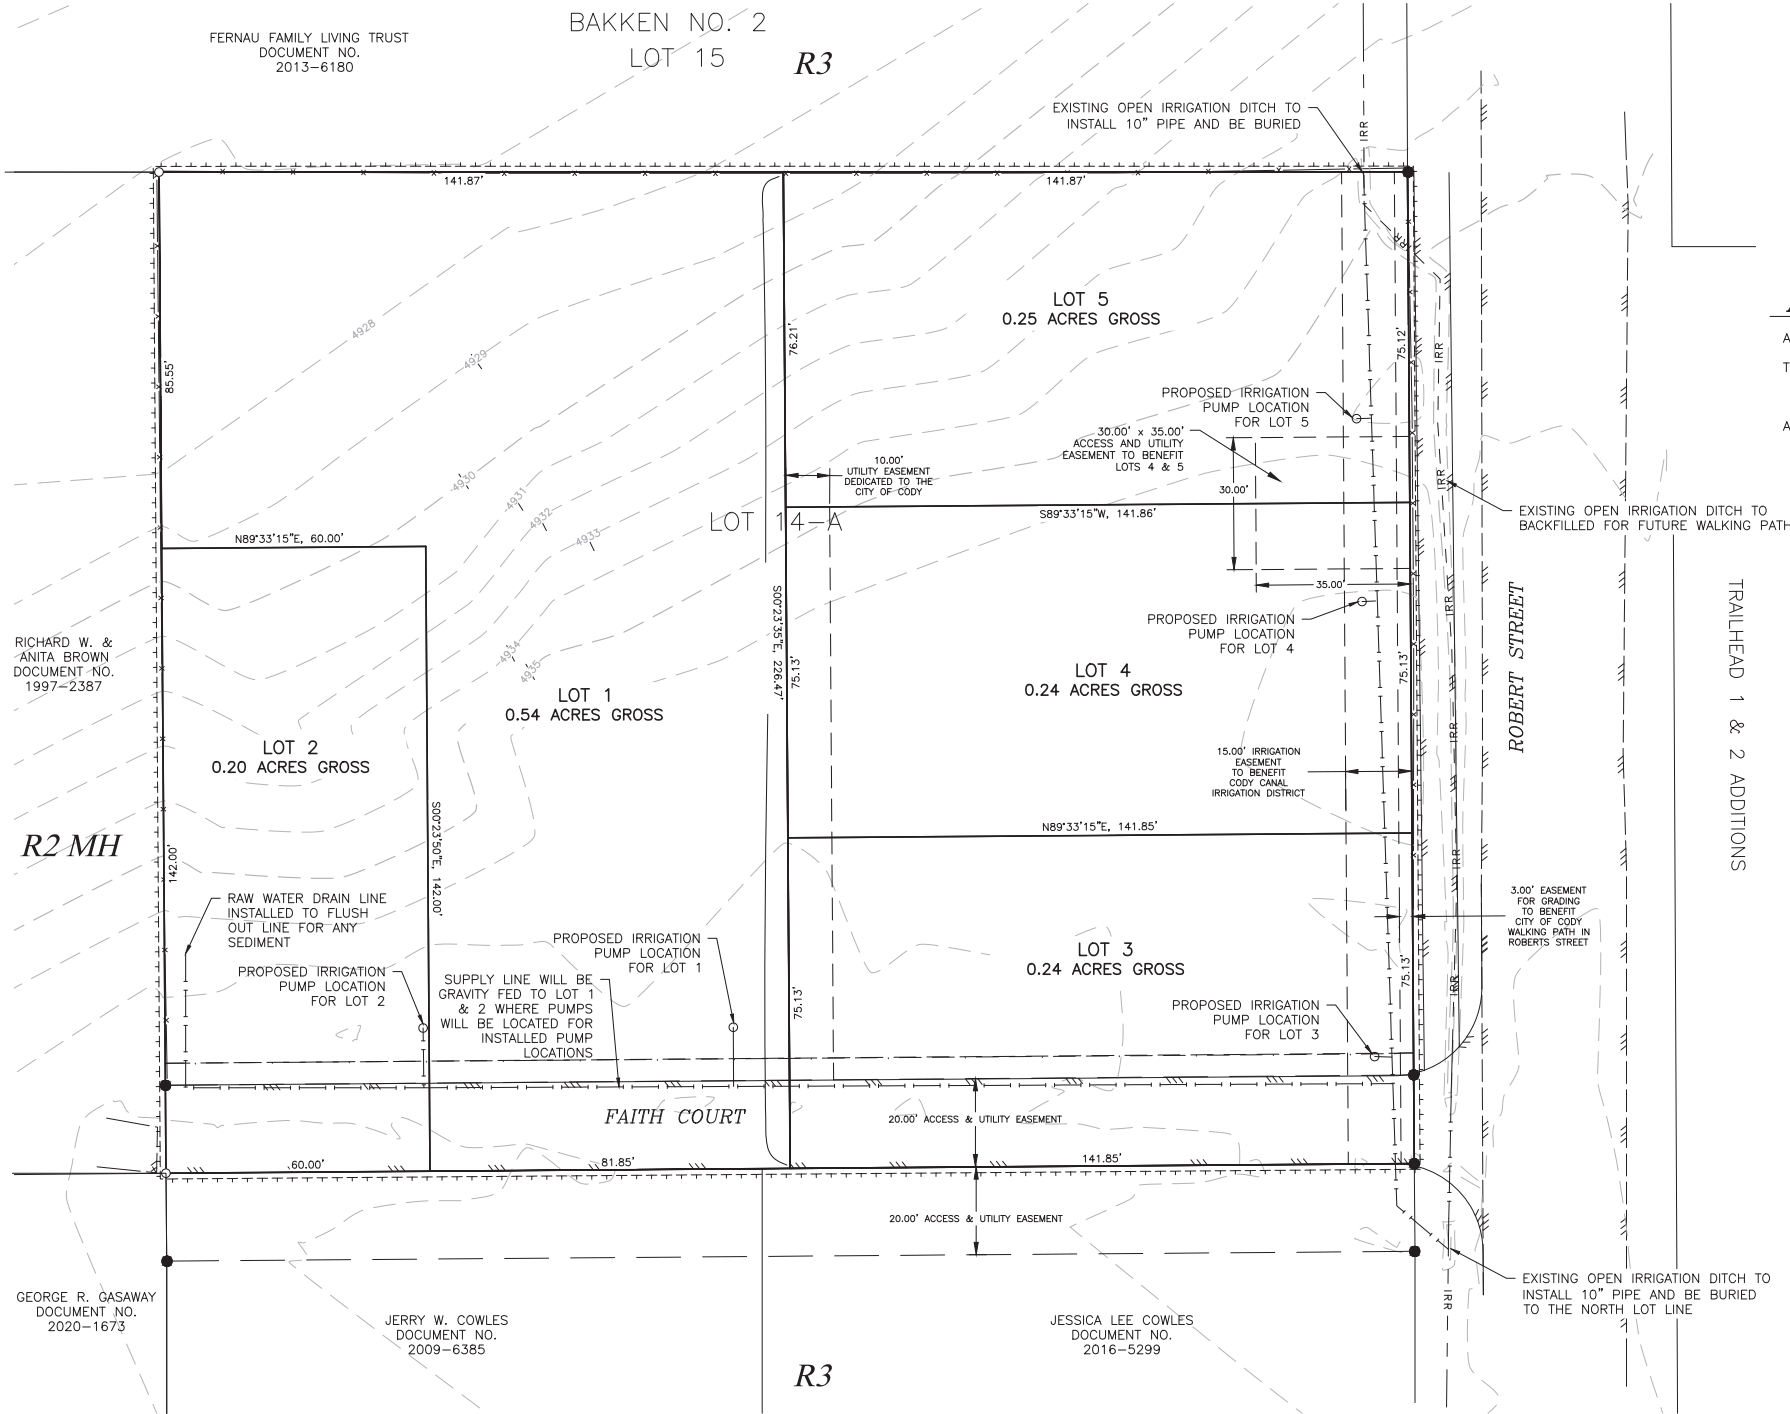 BAKKEN NO. 2
LOT 15
R3
FERNAU FAMILY LIVING TRUST
DOCUMENT NO.
2013-6180
EXISTING OPEN IRRIGATION DITCH TO
INSTALL 10" PIPE AND BE BURIED
IRR
141.87'
141.87'
IRR
LOT 5
0.25 ACRES GROSS
4928
4929
85.55'
76.21'
75.12'
IRR
A
T
A
PROPOSED IRRIGATION
PUMP LOCATION
FOR LOT 5
30.00' x 35.00'
ACCESS AND UTILITY
EASEMENT TO BENEFIT
LOTS 4 & 5
10.00'
UTILITY EASEMENT
DEDICATED TO THE
CITY OF CODY
30.00'
IRR
4930
4931
4932
4933
LOT 14-A
S89°33'15"W, 141.86'
EXISTING OPEN IRRIGATION DITCH TO
BACKFILLED FOR FUTURE WALKING PATH
N89°33'15"E, 60.00'
35.00'
S00°23'35"E, 226.47'
IRR
PROPOSED IRRIGATION
PUMP LOCATION
FOR LOT 4
ROBERT STREET
TRAILHEAD 1 & 2 ADDITIONS
RICHARD W. &
ANITA BROWN
DOCUMENT NO.
1997-2387
4934
4935
75.13'
75.13'
LOT 4
0.24 ACRES GROSS
LOT 1
0.54 ACRES GROSS
IRR
LOT 2
0.20 ACRES GROSS
15.00' IRRIGATION
EASEMENT
TO BENEFIT
CODY CANAL
IRRIGATION DISTRICT
R2 MH
142.00'
S00°23'50"E, 142.00'
N89°33'15"E, 141.85'
IRR
RAW WATER DRAIN LINE
INSTALLED TO FLUSH
OUT LINE FOR ANY
SEDIMENT
3.00' EASEMENT
FOR GRADING
TO BENEFIT
CITY OF CODY
WALKING PATH IN
ROBERTS STREET
PROPOSED IRRIGATION
PUMP LOCATION
FOR LOT 1
LOT 3
0.24 ACRES GROSS
PROPOSED IRRIGATION
PUMP LOCATION
FOR LOT 2
SUPPLY LINE WILL BE
GRAVITY FED TO LOT 1
& 2 WHERE PUMPS
WILL BE LOCATED FOR
INSTALLED PUMP
LOCATIONS
75.13'
75.13'
IRR
PROPOSED IRRIGATION
PUMP LOCATION
FOR LOT 3
FAITH COURT
20.00' ACCESS & UTILITY EASEMENT
60.00'
81.85'
141.85'
20.00' ACCESS & UTILITY EASEMENT
EXISTING OPEN IRRIGATION DITCH TO
INSTALL 10" PIPE AND BE BURIED
TO THE NORTH LOT LINE
IRR
GEORGE R. GASAWAY
DOCUMENT NO.
2020-1673
JERRY W. COWLES
DOCUMENT NO.
2009-6385
JESSICA LEE COWLES
DOCUMENT NO.
2016-5299
R3